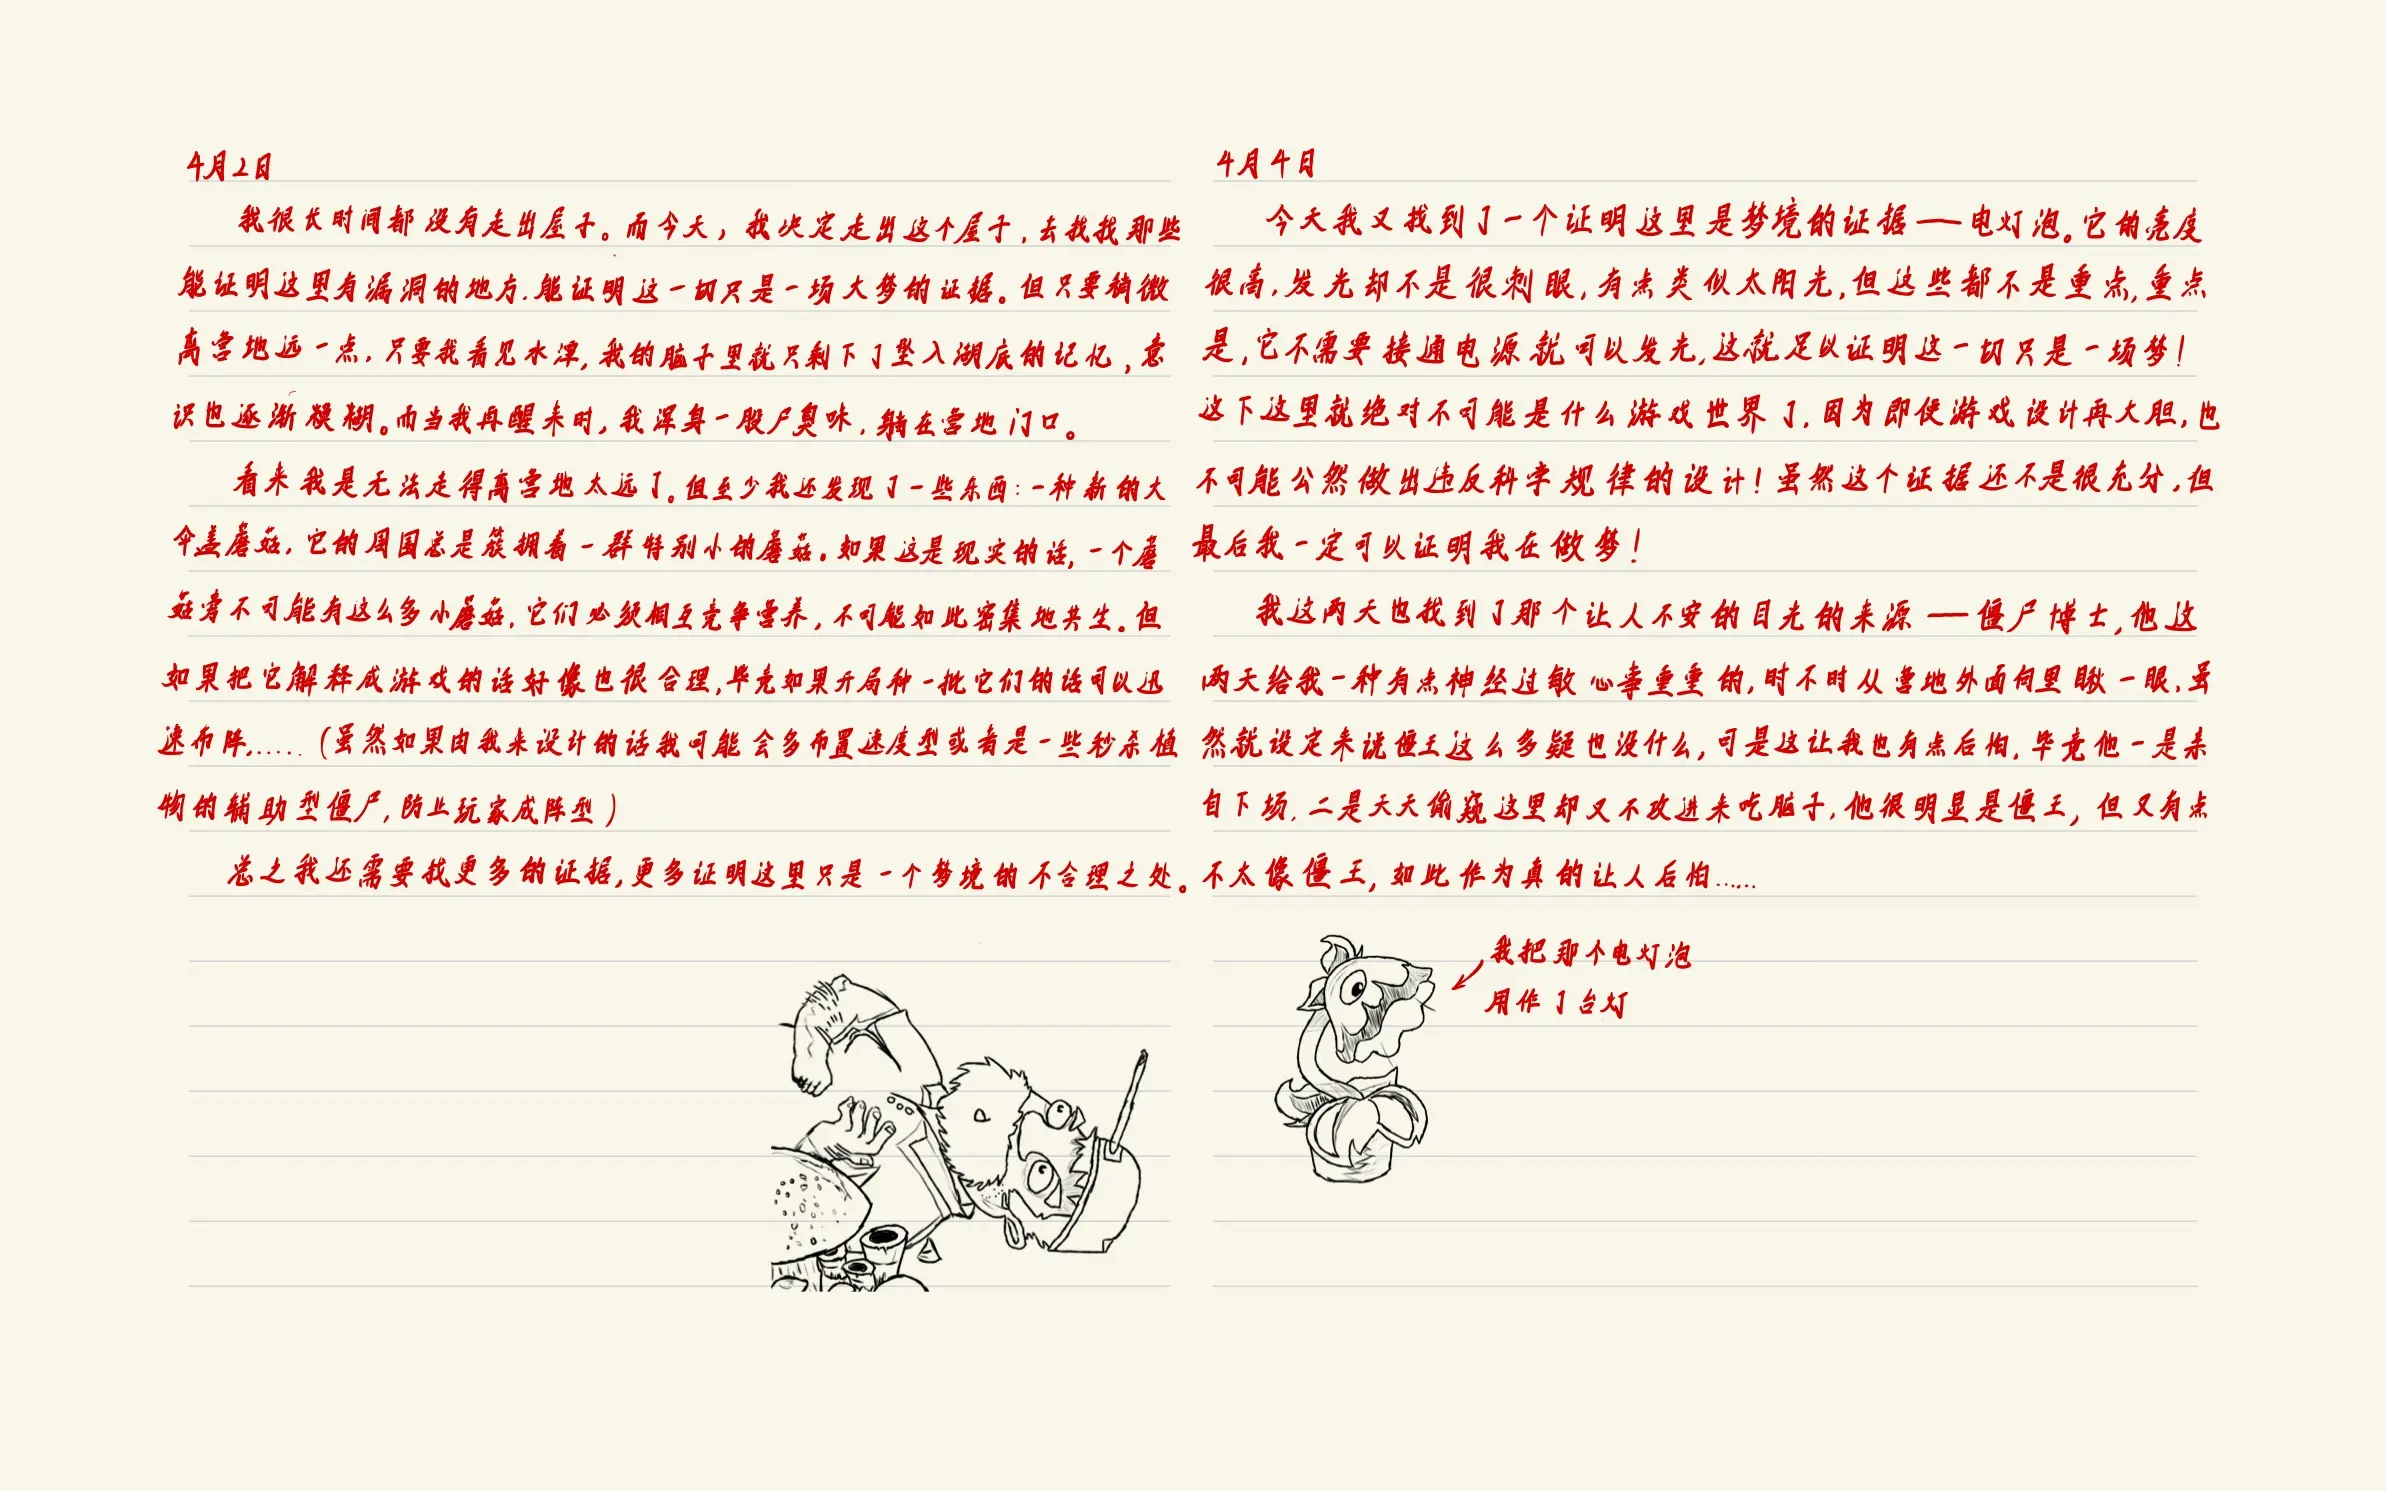 4月2日
我很长时间都没有走出屋子。而今天，我决定走出这个屋子，去找找那些
能证明这里有漏洞的地方，能证明这一切只是一场大梦的证据。但只要稍微
离营地远一点，只要我看见水潭，我的脑子里就只剩下了坠入湖底的记忆，意
识也逐渐模糊。而当我再醒来时，我浑身一股尸臭味，躺在营地门口。
看来我是无法走得离营地太远了。但至少我还发现了一些东西：一种新的大
伞盖蘑菇，它的周围总是簇拥着一群特别小的蘑菇。如果这是现实的话，一个蘑
菇旁不可能有这么多小蘑菇，它们必须相互竞争营养，不可能如此密集地共生。但
如果把它解释成游戏的话好像也很合理，毕竟如果开局种一批它们的话可以迅
速布阵，……（虽然如果由我来设计的话我可能会多布置速度型或者是一些秒杀植
物的辅助型僵尸，防止玩家成阵型）
总之我还需要找更多的证据，更多证明这里只是一个梦境的不合理之处。
4月4日
今天我又找到了一个证明这里是梦境的证据——电灯泡。它的亮度
很高，发光却不是很刺眼，有点类似太阳光，但这些都不是重点，重点
是，它不需要接通电源就可以发光，这就足以证明这一切只是一场梦！
这下这里就绝对不可能是什么游戏世界了，因为即使游戏设计再大胆，也
不可能公然做出违反科学规律的设计！虽然这个证据还不是很充分，但
最后我一定可以证明我在做梦！
我这两天也找到了那个让人不安的目光的来源——僵尸博士，他这
两天给我一种有点神经过敏心事重重的，时不时从营地外面向里瞅一眼，虽
然就设定来说僵王这么多疑也没什么，可是这让我也有点后怕，毕竟他一是亲
自下场，二是天天偷窥这里却又不攻进来吃脑子，他很明显是僵王，但又有点
不太像僵王，如此作为真的让人后怕……
我把那个电灯泡
用作了台灯